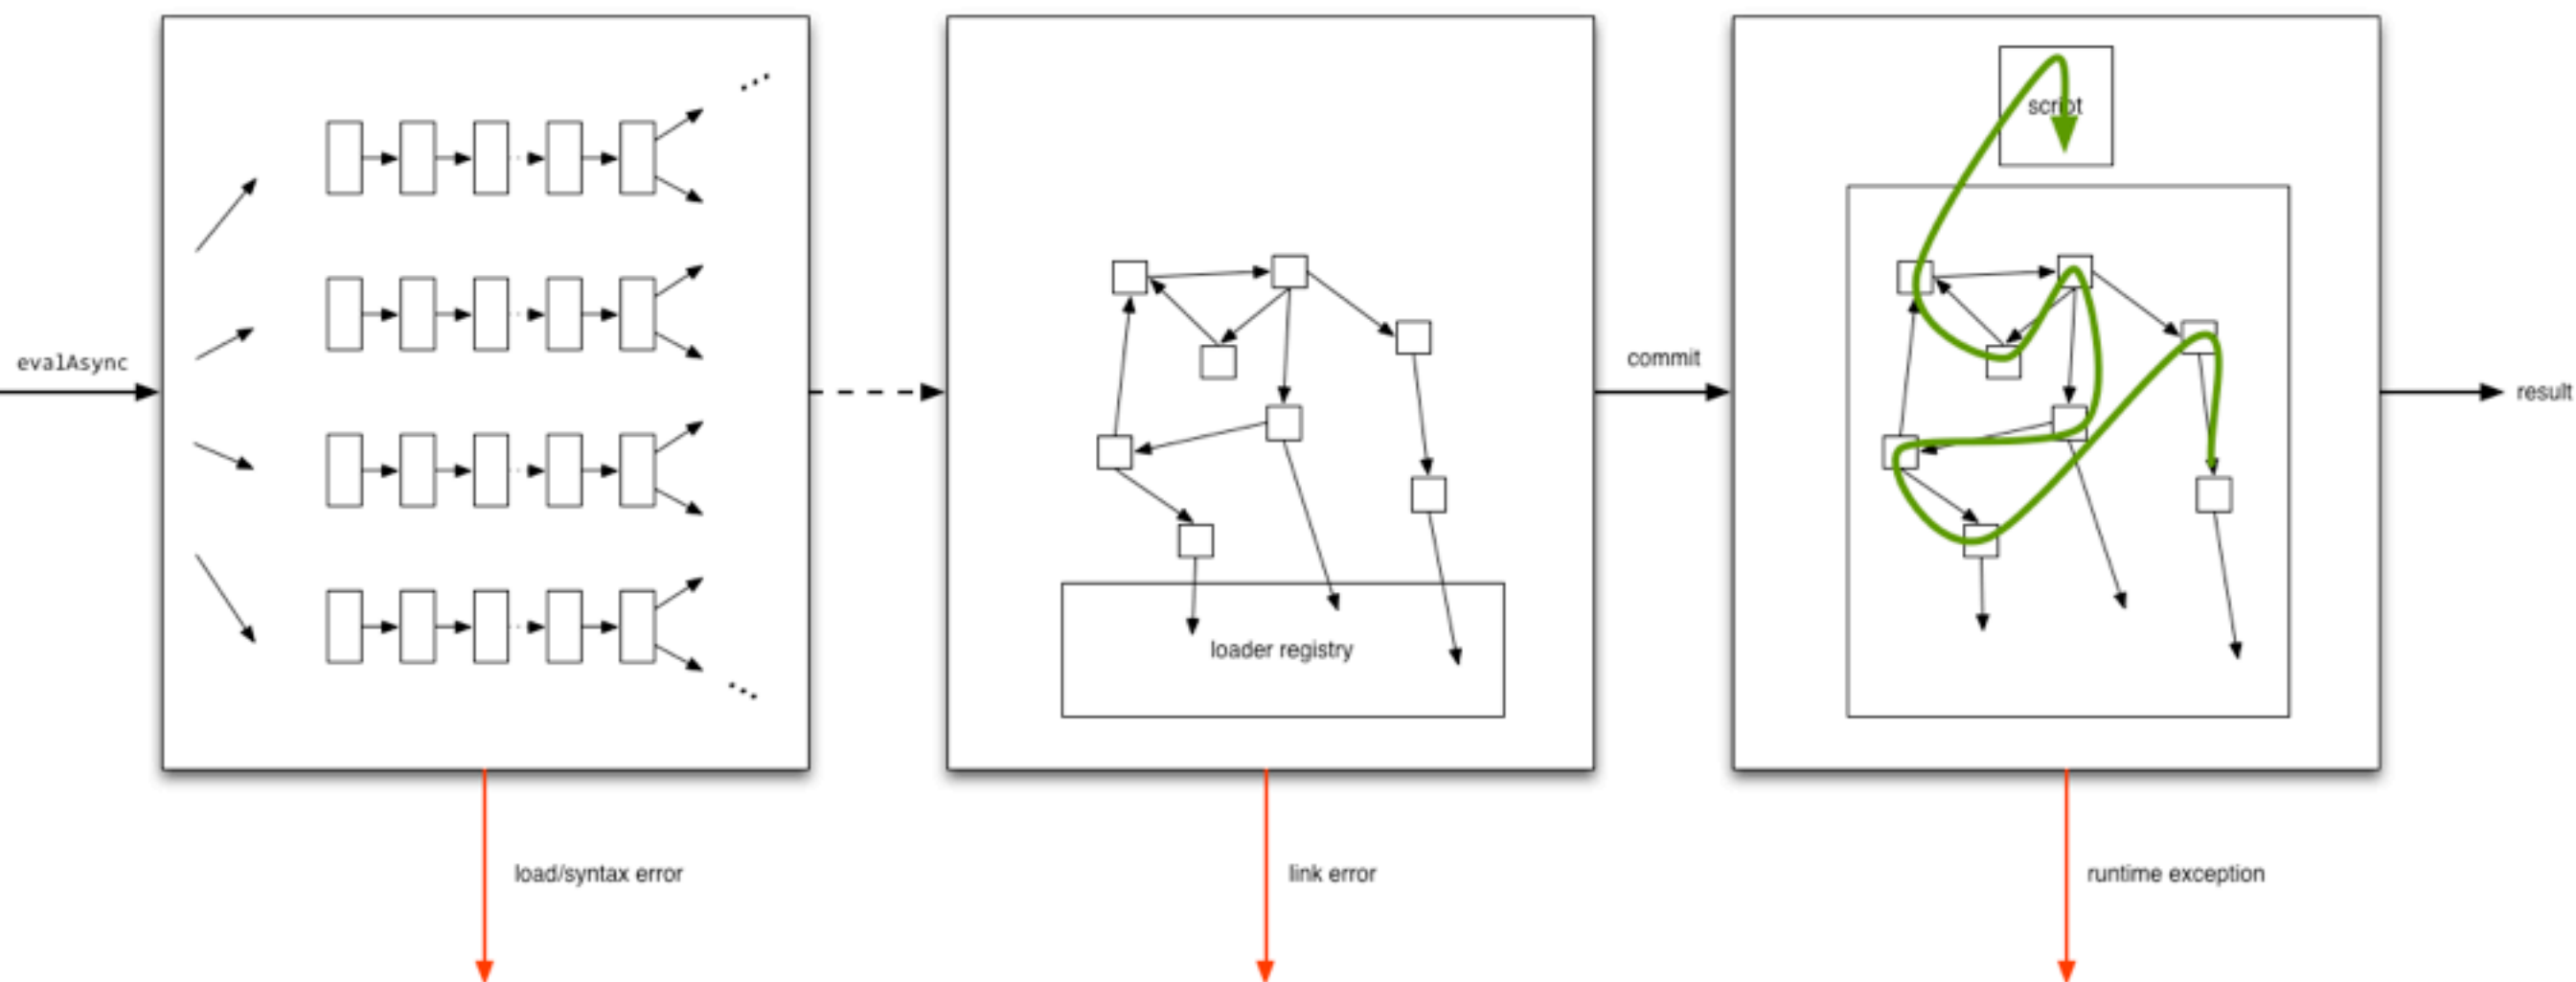 evalAsync
script
commit
result
loader registry
load/syntax error
link error
runtime exception